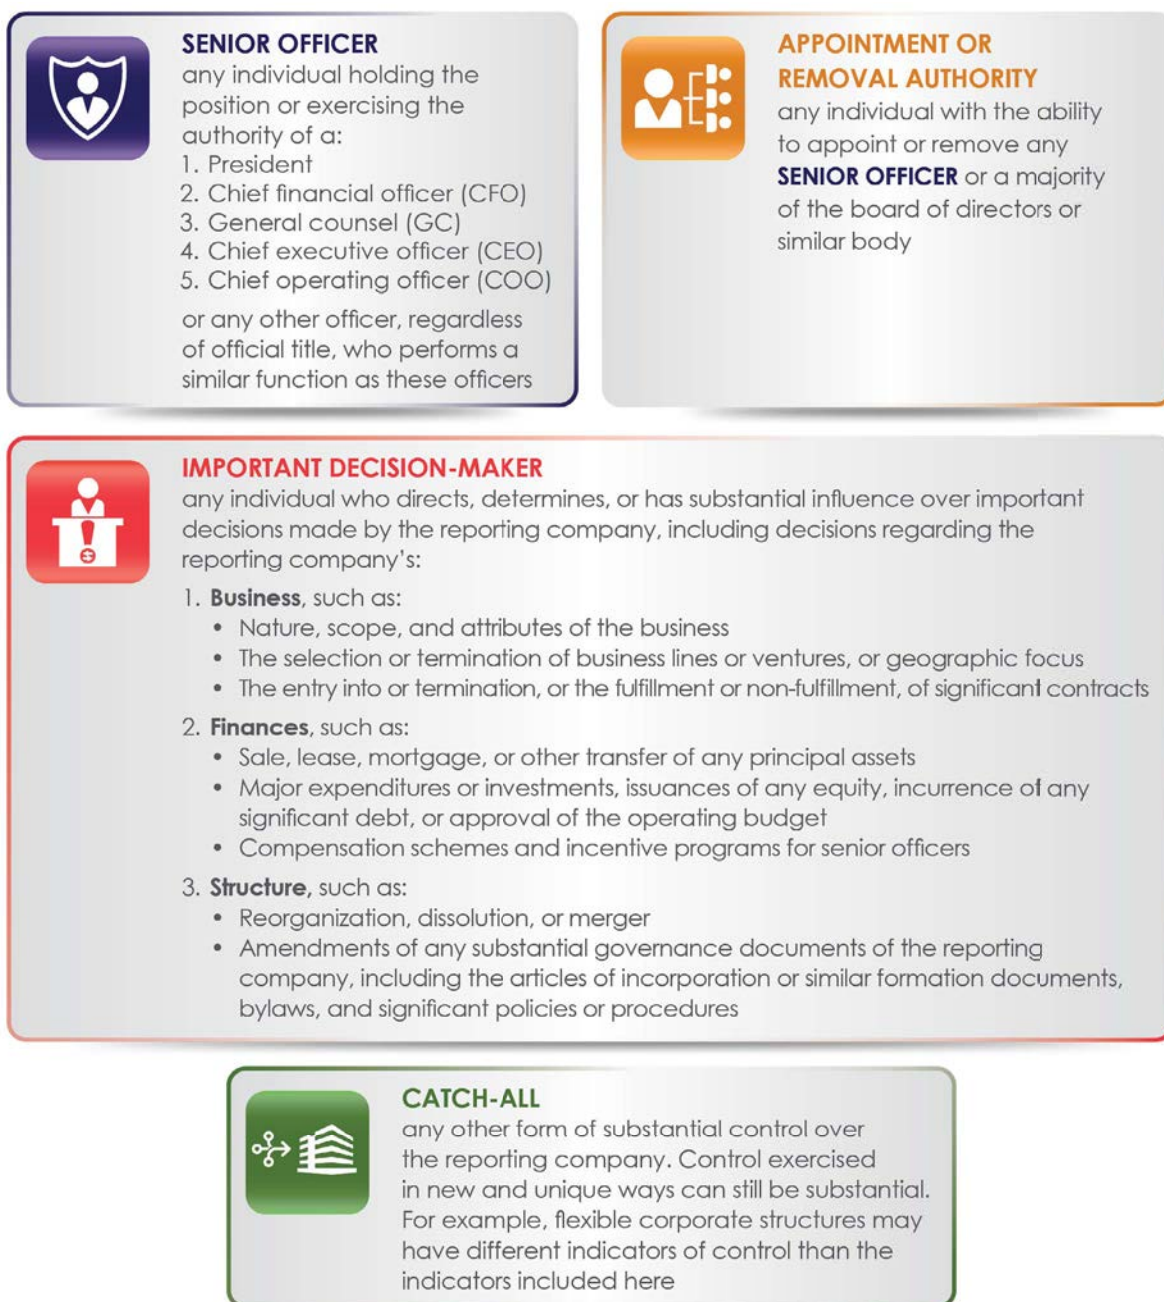 SENIOR OFFICER
any individual holding the
position or exercising the
authority of a:
1. President
2. Chief financial officer (CFO)
3. General counsel (GC)
4. Chief executive officer (CEO)
5. Chief operating officer (COO)
or any other officer, regardless
of official title, who performs a
similar function as these officers
APPOINTMENT OR
REMOVAL AUTHORITY
any individual with the ability
to appoint or remove any
SENIOR OFFICER or a majority
of the board of directors or
similar body
IMPORTANT DECISION-MAKER
any individual who directs, determines, or has substantial influence over important
decisions made by the reporting company, including decisions regarding the
reporting company's:
1. Business, such as:
• Nature, scope, and attributes of the business
• The selection or termination of business lines or ventures, or geographic focus
• The entry into or termination, or the fulfillment or non-fulfillment, of significant contracts
2. Finances, such as:
• Sale, lease, mortgage, or other transfer of any principal assets
• Major expenditures or investments, issuances of any equity, incurrence of any
significant debt, or approval of the operating budget
• Compensation schemes and incentive programs for senior officers
3. Structure, such as:
• Reorganization, dissolution, or merger
• Amendments of any substantial governance documents of the reporting
company, including the articles of incorporation or similar formation documents,
bylaws, and significant policies or procedures
CATCH-ALL
any other form of substantial control over
the reporting company. Control exercised
in new and unique ways can still be substantial.
For example, flexible corporate structures may
have different indicators of control than the
indicators included here